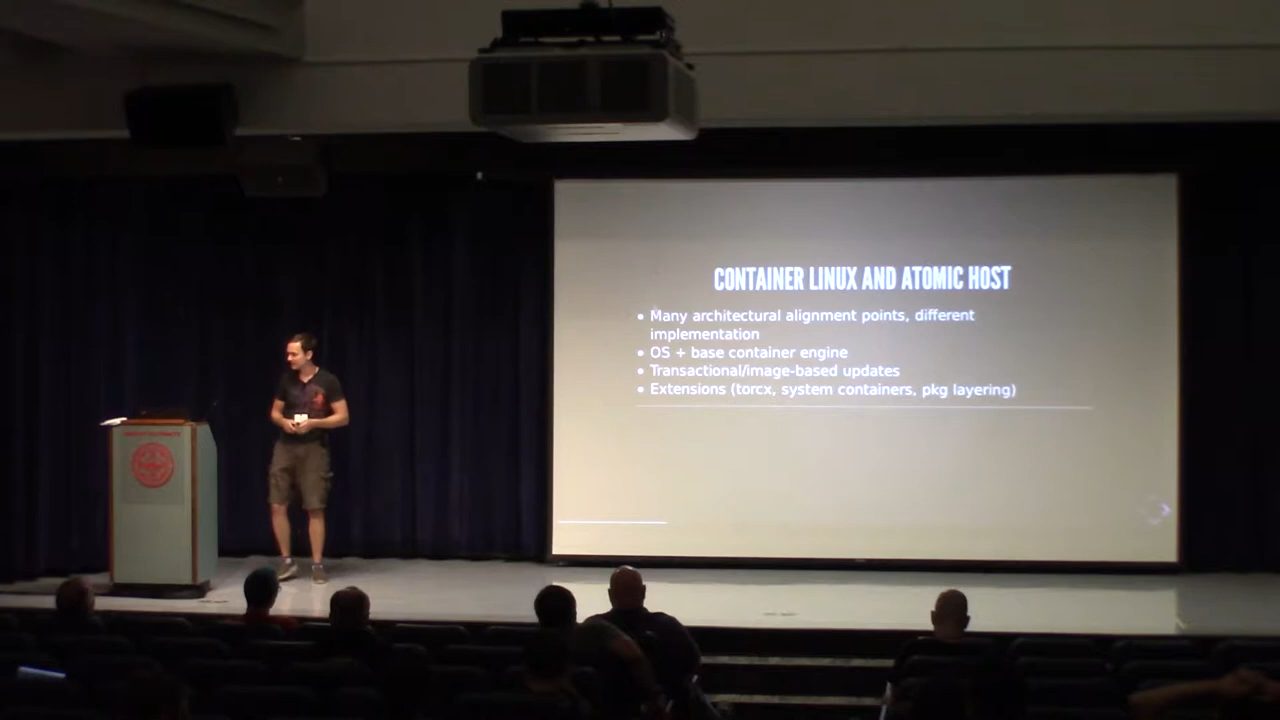 CONTAINER LINUX AND ATOMIC HOST
• Many architectural alignment points, different
implementation
• OS + base container engine
• Transactional/image-based updates
• Extensions (torcx, system containers, pkg layering)